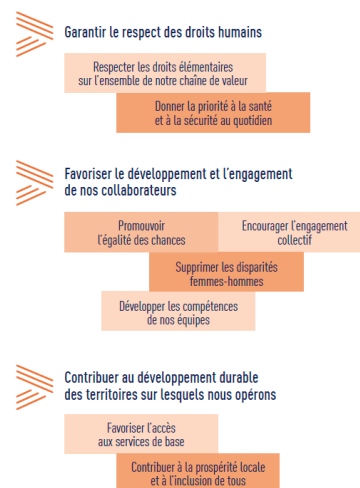 Garantir le respect des droits humains
Respecter les droits élémentaires
sur l'ensemble de notre chaîne de valeur
Donner la priorité à la santé
et à la sécurité au quotidien
Favoriser le développement et l'engagement
de nos collaborateurs
Promouvoir
l'égalité des chances
Encourager l'engagement
collectif
Supprimer les disparités
femmes-hommes
Développer les compétences
de nos équipes
Contribuer au développement durable
des territoires sur lesquels nous opérons
Favoriser l'accès
aux services de base
Contribuer à la prospérité locale
et à l'inclusion de tous